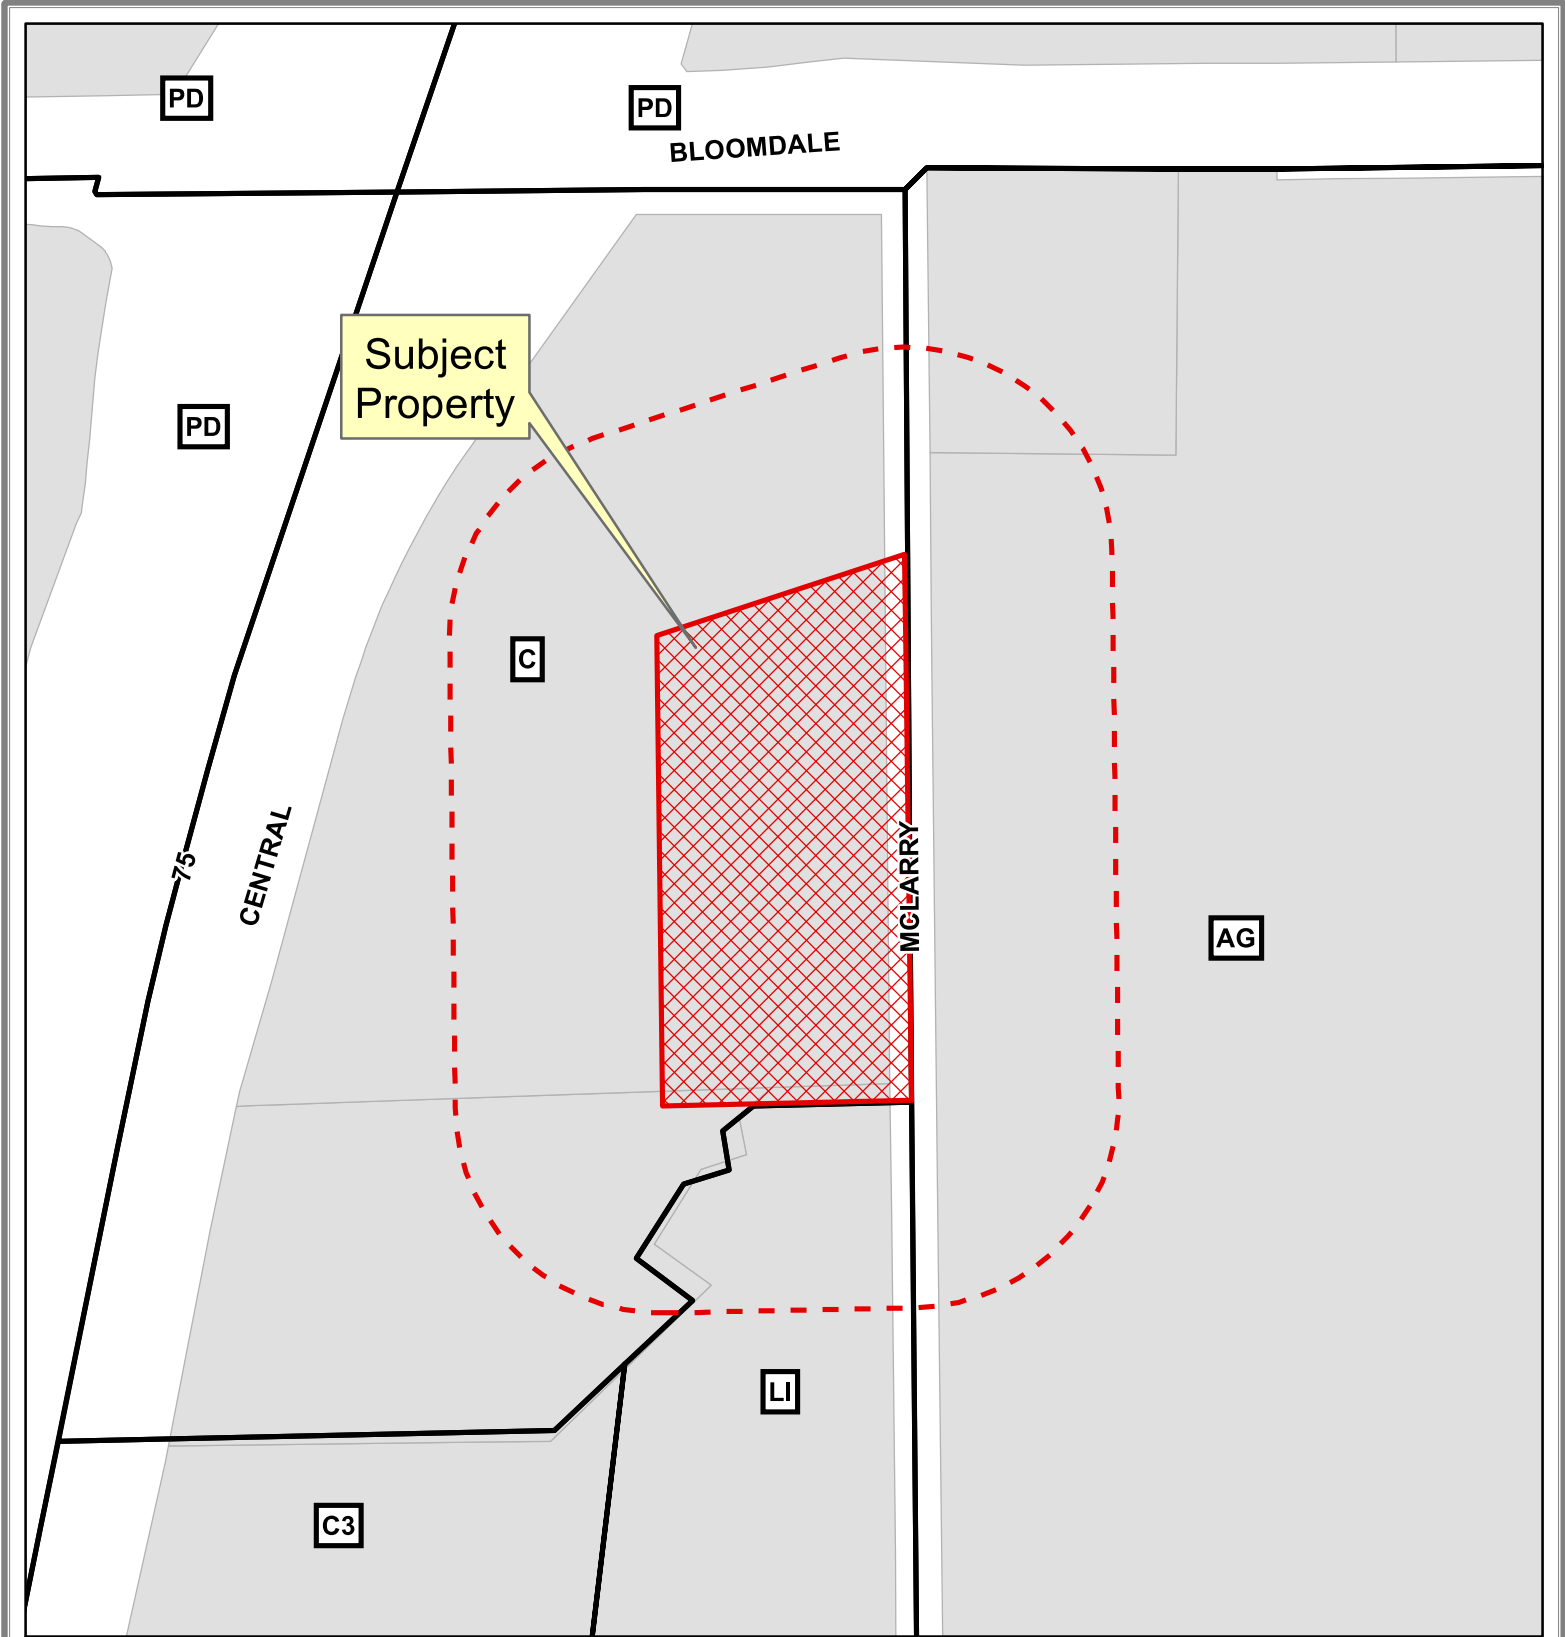 PD
PD
BLOOMDALE
Subject
Property
PD
C
75
CENTRAL
MCLARRY
AG
LI
C3